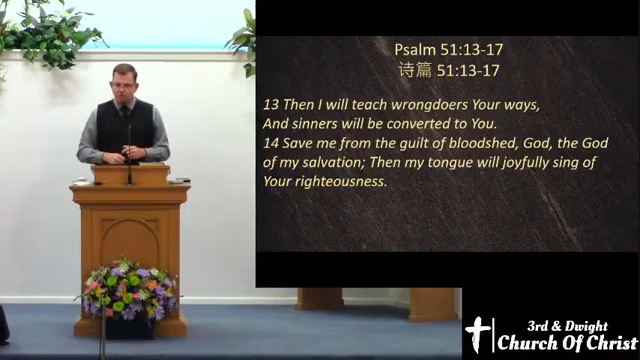 Psalm 51:13-17
诗篇 51:13-17
13 Then I will teach wrongdoers Your ways,
And sinners will be converted to You.
14 Save me from the guilt of bloodshed, God, the God
of my salvation; Then my tongue will joyfully sing of
Your righteousness.
3rd & Dwight
Church Of Christ